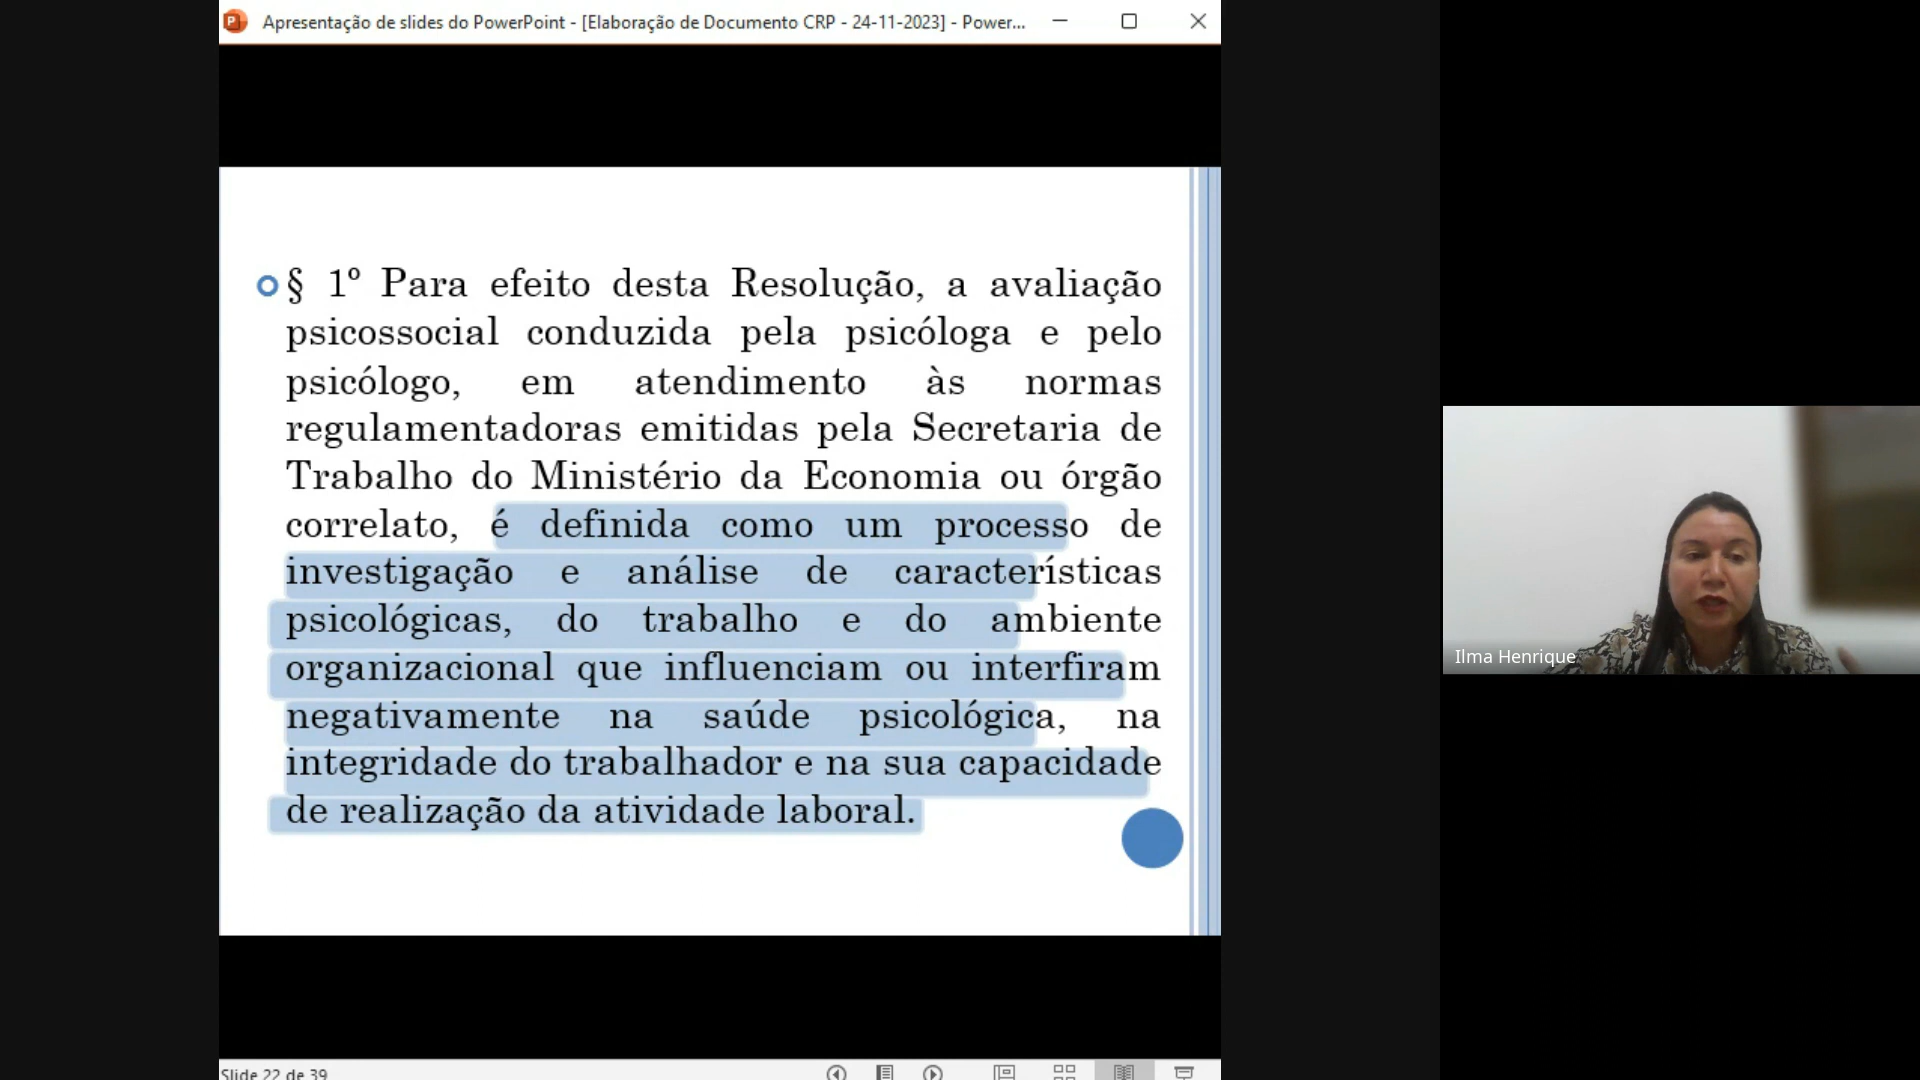 Apresentação de slides do PowerPoint - [Elaboração de Documento CRP - 24-11-2023] - Power...
§ 1º Para efeito desta Resolução, a avaliação
psicossocial conduzida pela psicóloga e pelo
psicólogo, em atendimento às normas
regulamentadoras emitidas pela Secretaria de
Trabalho do Ministério da Economia ou órgão
correlato, é definida como um processo de
investigação e análise de características
psicológicas, do trabalho e do ambiente
organizacional que influenciam ou interfiram
negativamente na saúde psicológica, na
integridade do trabalhador e na sua capacidade
de realização da atividade laboral.
Ilma Henrique
Slide 22 de 39